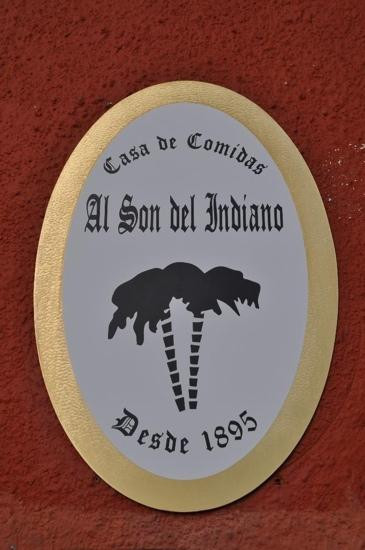 Casa de Comidas
Al Son del Indiano
Desde 1895